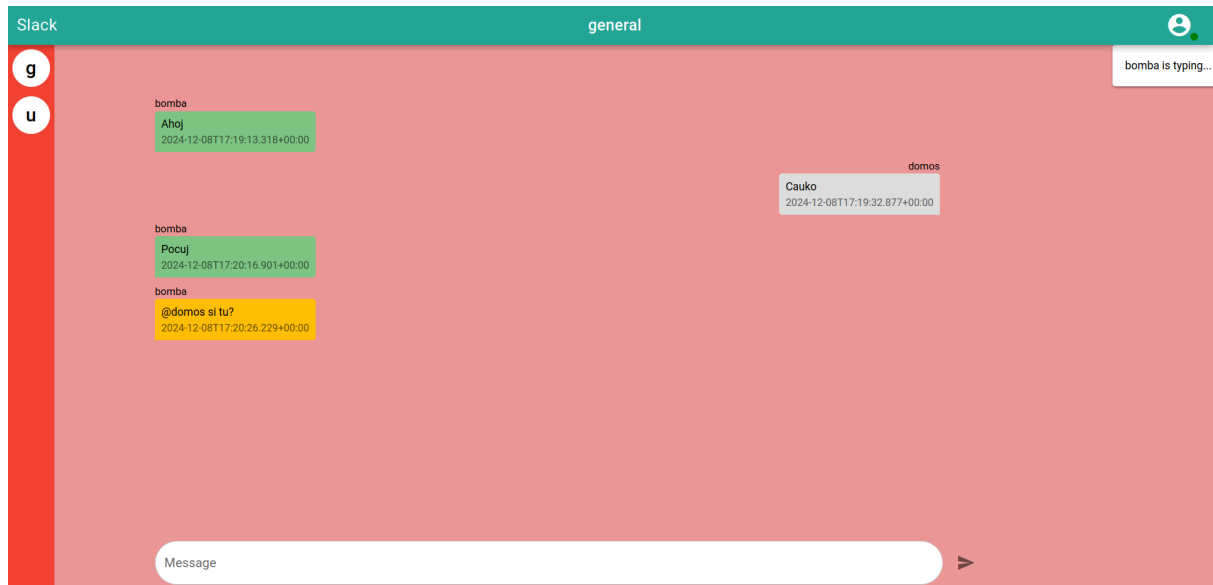 Slack
general
g
u
bomba is typing...
bomba
Ahoj
2024-12-08T17:19:13.318+00:00
domos
Cauko
2024-12-08T17:19:32.877+00:00
bomba
Pocuj
2024-12-08T17:20:16.901+00:00
bomba
@domos si tu?
2024-12-08T17:20:26.229+00:00
Message